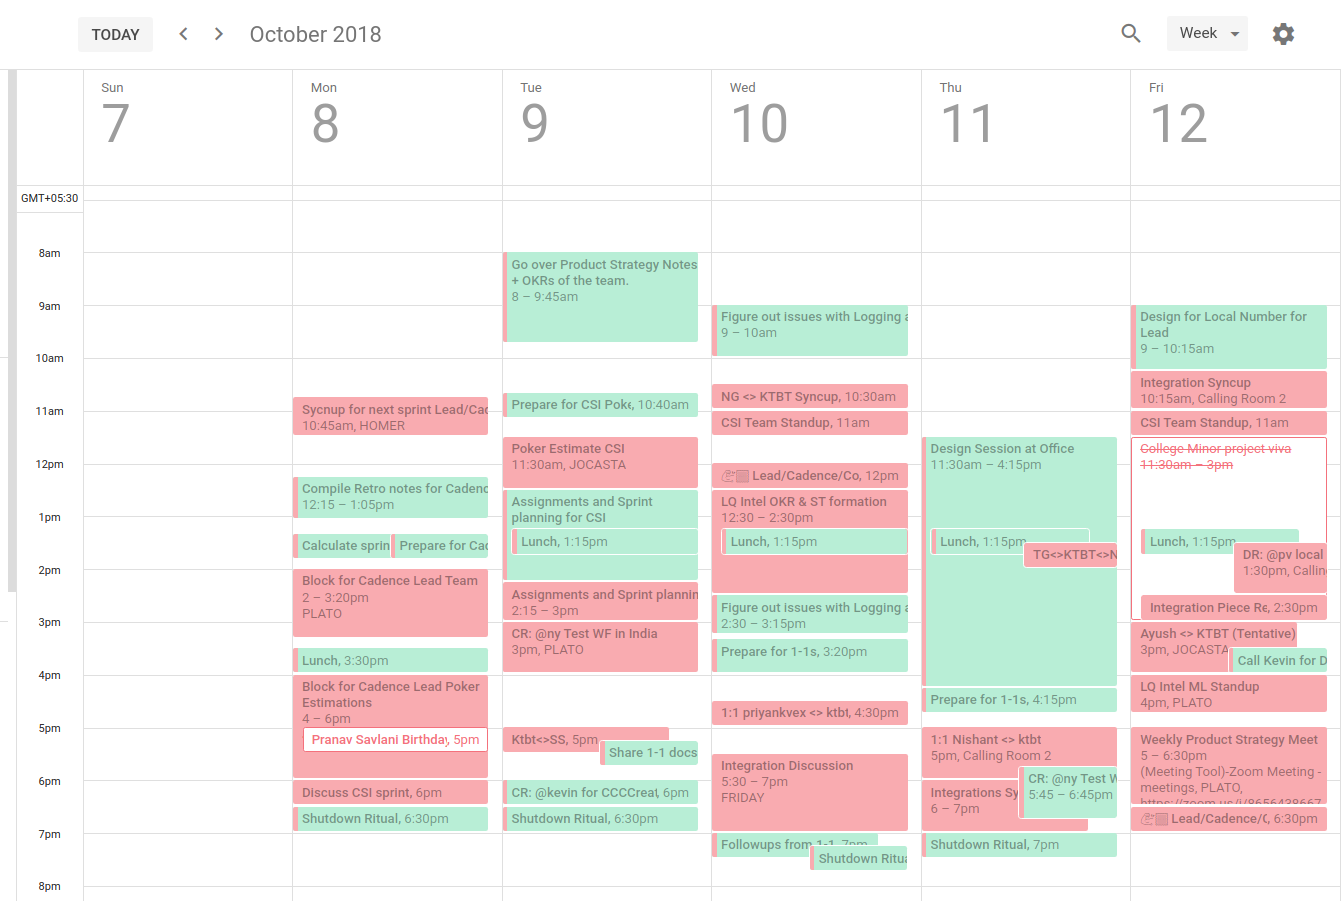 TODAY
October 2018
Week
Sun
7
Mon
8
Tue
9
Wed
10
Thu
11
Fri
12
GMT+05:30
8am
9am
10am
11am
12pm
1pm
2pm
3pm
4pm
5pm
6pm
7pm
8pm
Sycnup for next sprint Lead/Cad
10:45am, HOMER
Compile Retro notes for Cadenc
12:15 – 1:05pm
Calculate sprin
Prepare for Cad
Block for Cadence Lead Team
2 – 3:20pm
PLATO
Lunch, 3:30pm
Block for Cadence Lead Poker
Estimations
4 – 6pm
Pranav Savlani Birthday, 5pm
Discuss CSI sprint, 6pm
Shutdown Ritual, 6:30pm
Go over Product Strategy Notes
+ OKRs of the team.
8 – 9:45am
Prepare for CSI Poke, 10:40am
Poker Estimate CSI
11:30am, JOCASTA
Assignments and Sprint
planning for CSI
Lunch, 1:15pm
Assignments and Sprint plannin
2:15 – 3pm
CR: @ny Test WF in India
3pm, PLATO
Ktbt<>SS, 5pm
Share 1-1 docs
CR: @kevin for CCCCreat, 6pm
Shutdown Ritual, 6:30pm
Figure out issues with Logging a
9 – 10am
NG <> KTBT Syncup, 10:30am
CSI Team Standup, 11am
Lead/Cadence/Co, 12pm
LQ Intel OKR & ST formation
12:30 – 2:30pm
Lunch, 1:15pm
Figure out issues with Logging a
2:30 – 3:15pm
Prepare for 1-1s, 3:20pm
1:1 priyankvex <> ktbt, 4:30pm
Integration Discussion
5:30 – 7pm
FRIDAY
Followups from 1-1, 7pm
Shutdown Ritua
Design Session at Office
11:30am – 4:15pm
Lunch, 1:15pm
TG<>KTBT<>N
Prepare for 1-1s, 4:15pm
1:1 Nishant <> ktbt
5pm, Calling Room 2
CR: @ny Test W
5:45 – 6:45pm
Integrations Sy
6 – 7pm
Shutdown Ritual, 7pm
Design for Local Number for
Lead
9 – 10:15am
Integration Syncup
10:15am, Calling Room 2
CSI Team Standup, 11am
College Minor project viva
11:30am – 3pm
Lunch, 1:15pm
DR: @pv local
1:30pm, Callin
Integration Piece Re, 2:30pm
Ayush <> KTBT (Tentative)
3pm, JOCASTA
Call Kevin for D
LQ Intel ML Standup
4pm, PLATO
Weekly Product Strategy Meet
5 – 6:30pm
(Meeting Tool)-Zoom Meeting -
meetings, PLATO,
https://zoom.us/j/8656438667
Lead/Cadence/C, 6:30pm